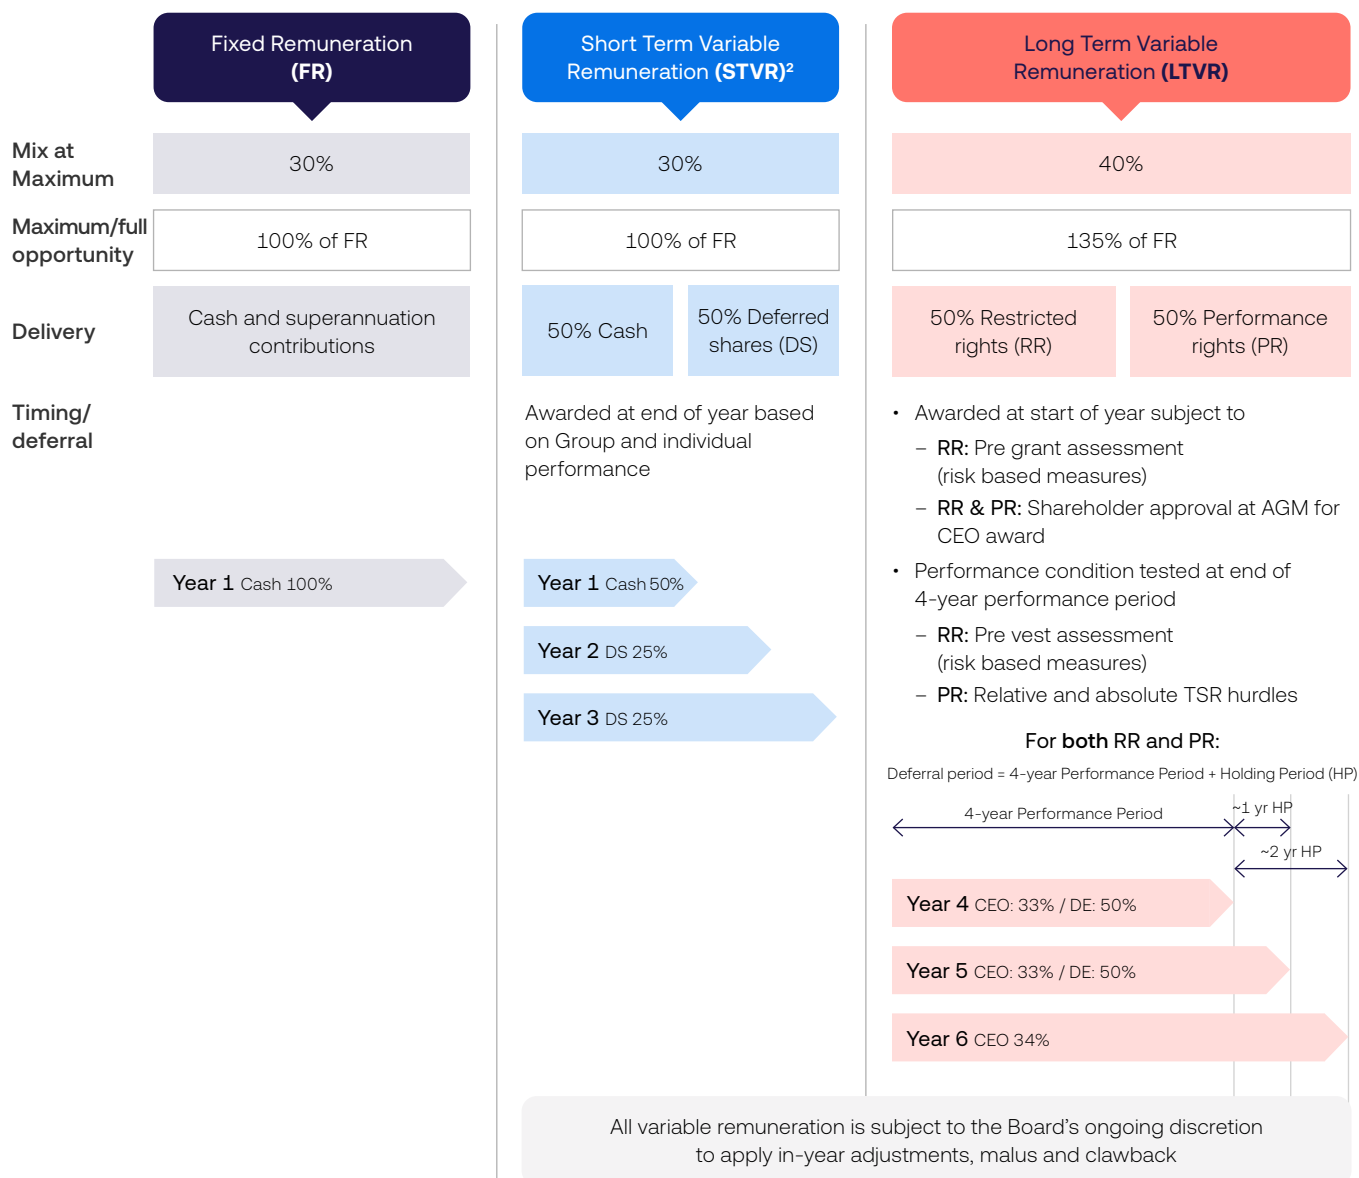 Fixed Remuneration
(FR)
Short Term Variable
Remuneration (STVR)²
Long Term Variable
Remuneration (LTVR)
Mix at
Maximum
30%
30%
40%
Maximum/full
opportunity
100% of FR
100% of FR
135% of FR
Delivery
Cash and superannuation
contributions
50% Cash
50% Deferred
shares (DS)
50% Restricted
rights (RR)
50% Performance
rights (PR)
Timing/
deferral
Awarded at end of year based
on Group and individual
performance
Year 1 Cash 100%
Year 1 Cash 50%
Year 2 DS 25%
Year 3 DS 25%
• Awarded at start of year subject to
– RR: Pre grant assessment
(risk based measures)
– RR & PR: Shareholder approval at AGM for
CEO award
• Performance condition tested at end of
4-year performance period
– RR: Pre vest assessment
(risk based measures)
– PR: Relative and absolute TSR hurdles
For both RR and PR:
Deferral period = 4-year Performance Period + Holding Period (HP)
4-year Performance Period
~1 yr HP
~2 yr HP
Year 4 CEO: 33% / DE: 50%
Year 5 CEO: 33% / DE: 50%
Year 6 CEO 34%
All variable remuneration is subject to the Board’s ongoing discretion
to apply in-year adjustments, malus and clawback